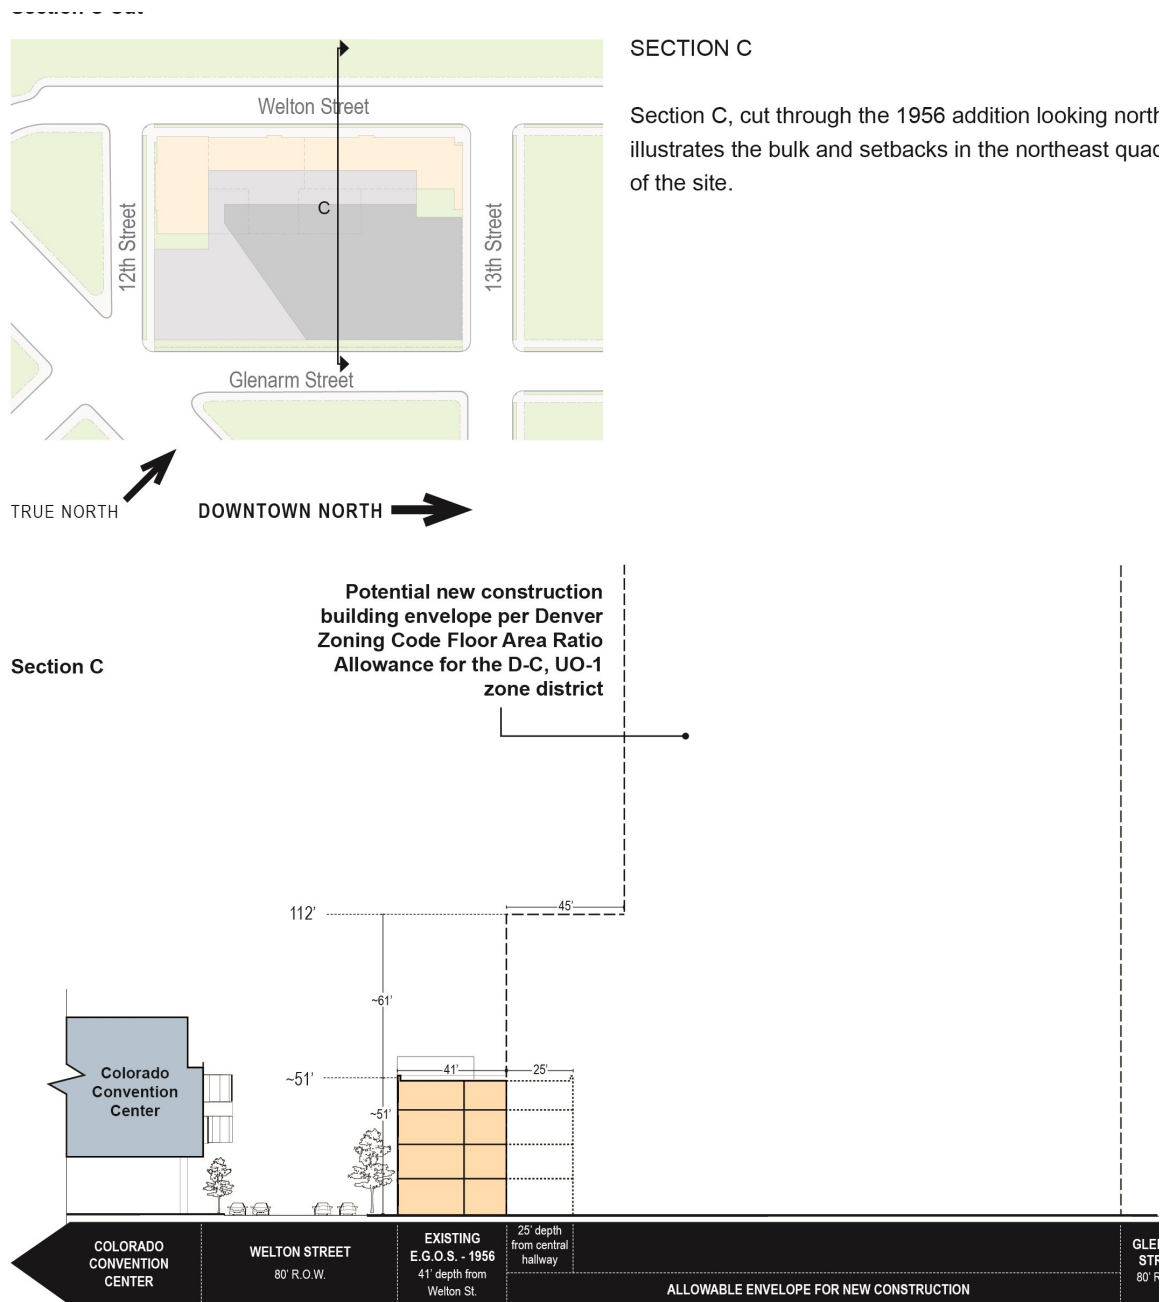 SECTION C
Section C, cut through the 1956 addition looking north
illustrates the bulk and setbacks in the northeast
of the site.
Welton Street
12th Street
C
13th Street
Glenarm Street
TRUE NORTH
DOWNTOWN NORTH
Potential new construction
building envelope per Denver
Zoning Code Floor Area Ratio
Allowance for the D-C, UO-1
zone district
Section C
45'
112'
~61'
41'
25'
~51'
~51'
Colorado
Convention
Center
COLORADO
CONVENTION
CENTER
WELTON STREET
80' R.O.W.
EXISTING
E.G.O.S. - 1956
41' depth from
Welton St.
25' depth
from central
hallway
ALLOWABLE ENVELOPE FOR NEW CONSTRUCTION
80'